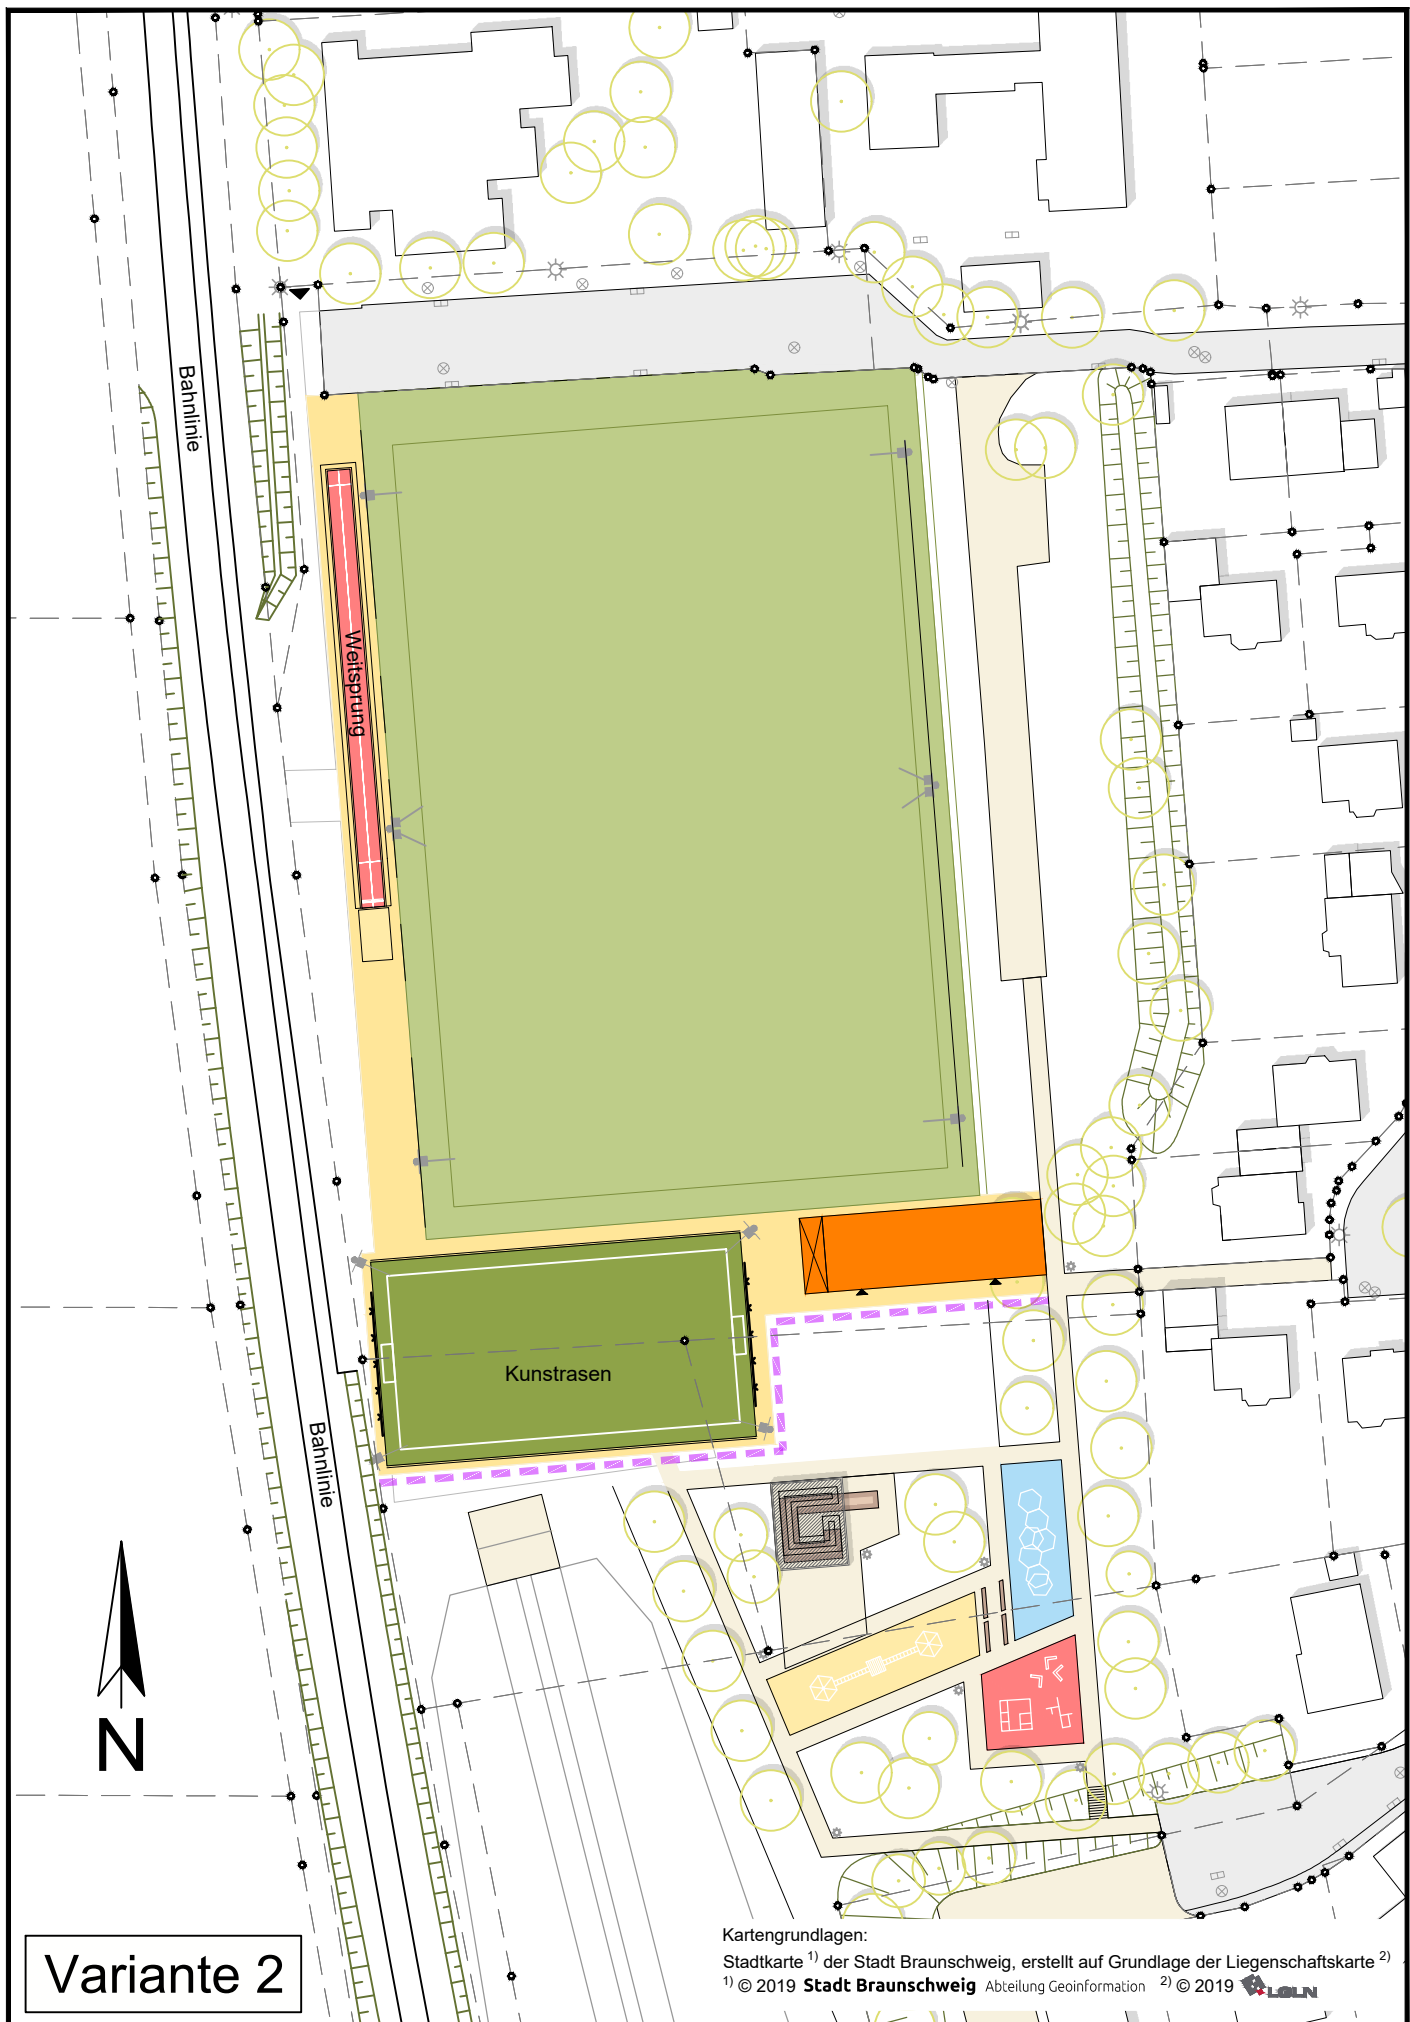 Bahnlinie
Weitsprung
Kunstrasen
Bahnlinie
N
Variante 2
Kartengrundlagen:
Stadtkarte 1) der Stadt Braunschweig, erstellt auf Grundlage der Liegenschaftskarte 2)
1) © 2019 Stadt Braunschweig Abteilung Geoinformation 2) © 2019 LGLN